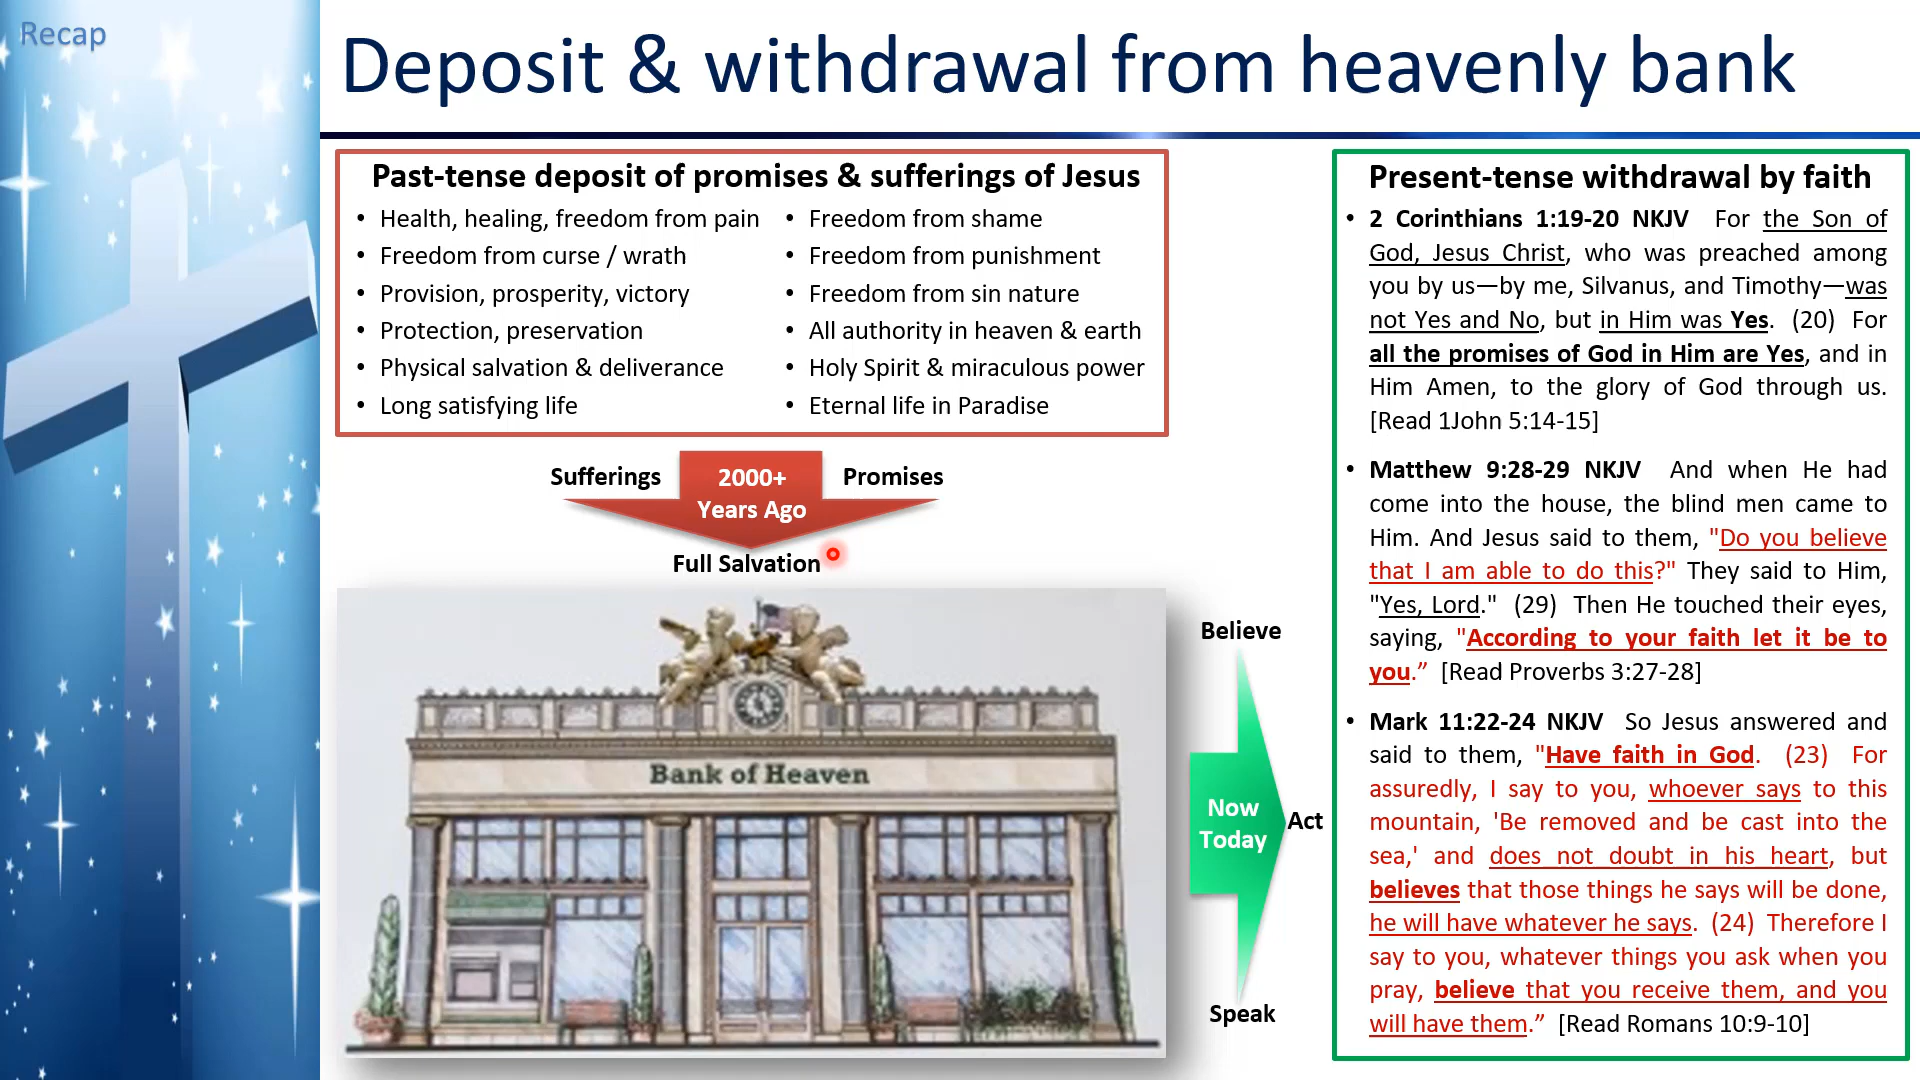 Recap
Deposit & withdrawal from heavenly bank
Past-tense deposit of promises & sufferings of Jesus
• Health, healing, freedom from pain
• Freedom from curse / wrath
• Provision, prosperity, victory
• Protection, preservation
• Physical salvation & deliverance
• Long satisfying life
• Freedom from shame
• Freedom from punishment
• Freedom from sin nature
• All authority in heaven & earth
• Holy Spirit & miraculous power
• Eternal life in Paradise
Sufferings
2000+
Years Ago
Promises
Full Salvation
Bank of Heaven
Believe
Now
Today
Act
Speak
Present-tense withdrawal by faith
• 2 Corinthians 1:19-20 NKJV For the Son of
God, Jesus Christ, who was preached among
you by us—by me, Silvanus, and Timothy—was
not Yes and No, but in Him was Yes. (20) For
all the promises of God in Him are Yes, and in
Him Amen, to the glory of God through us.
[Read 1John 5:14-15]
• Matthew 9:28-29 NKJV And when He had
come into the house, the blind men came to
Him. And Jesus said to them, "Do you believe
that I am able to do this?" They said to Him,
"Yes, Lord." (29) Then He touched their eyes,
saying, "According to your faith let it be to
you.” [Read Proverbs 3:27-28]
• Mark 11:22-24 NKJV So Jesus answered and
said to them, "Have faith in God. (23) For
assuredly, I say to you, whoever says to this
mountain, 'Be removed and be cast into the
sea,' and does not doubt in his heart, but
believes that those things he says will be done,
he will have whatever he says. (24) Therefore I
say to you, whatever things you ask when you
pray, believe that you receive them, and you
will have them.” [Read Romans 10:9-10]